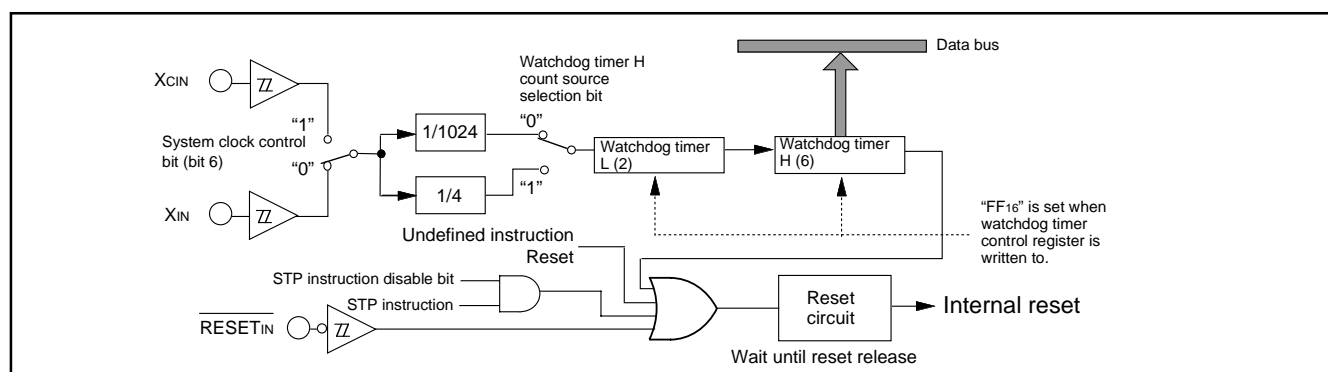 Data bus
XCIN
Watchdog timer H
count source
selection bit
"1"
"0"
1/1024
System clock control
bit (bit 6)
Watchdog timer
L (2)
Watchdog timer
H (6)
"0"
"1"
1/4
XIN
"FF16" is set when
watchdog timer
control register is
written to.
Undefined instruction
Reset
STP instruction disable bit
STP instruction
Reset
circuit
Internal reset
RESETIN
Wait until reset release